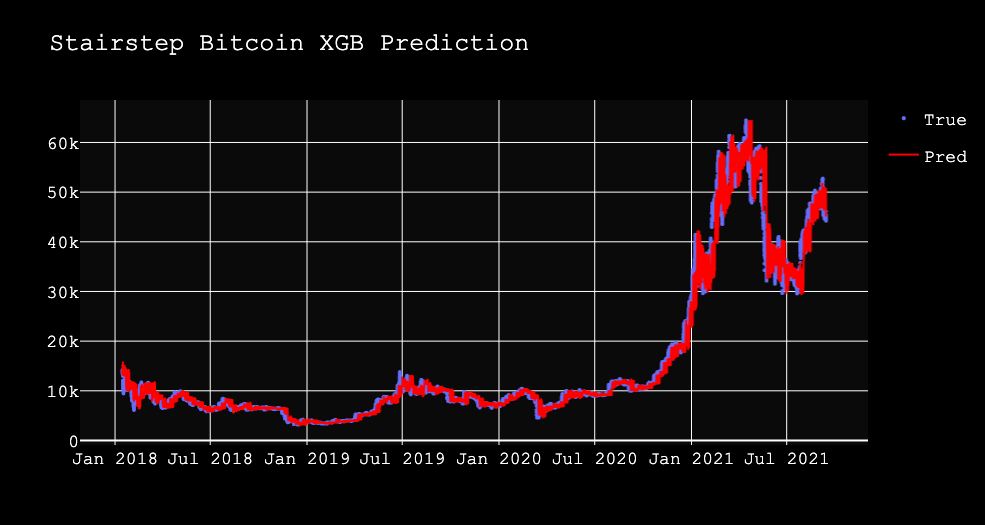 Stairstep Bitcoin XGB Prediction
True
Pred
60k
50k
40k
30k
20k
10k
0
Jan 2018 Jul 2018 Jan 2019 Jul 2019 Jan 2020 Jul 2020 Jan 2021 Jul 2021